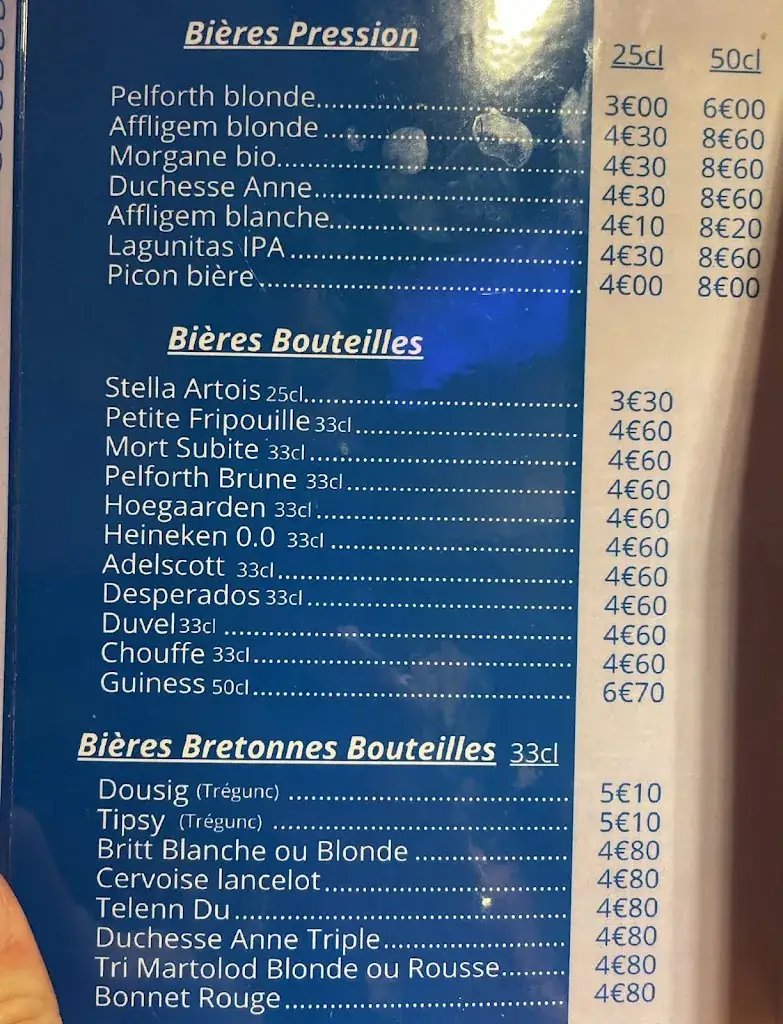 Bières Pression 25cl 50cl
Pelforth blonde.......................................... 3€00 6€00
Affligem blonde.......................................... 4€30 8€60
Morgane bio.......................................... 4€30 8€60
Duchesse Anne.......................................... 4€30 8€60
Affligem blanche.......................................... 4€10 8€20
Lagunitas IPA.......................................... 4€30 8€60
Picon bière.......................................... 4€00 8€00
Bières Bouteilles
Stella Artois 25cl.......................................... 3€30
Petite Fripouille 33cl.......................................... 4€60
Mort Subite 33cl.......................................... 4€60
Pelforth Brune 33cl.......................................... 4€60
Hoegaarden 33cl.......................................... 4€60
Heineken 0.0 33cl.......................................... 4€60
Adelscott 33cl.......................................... 4€60
Desperados 33cl.......................................... 4€60
Duvel 33cl.......................................... 4€60
Chouffe 33cl.......................................... 4€60
Guiness 50cl.......................................... 6€70
Bières Bretonnes Bouteilles 33cl
Dousig (Trégunc).......................................... 5€10
Tipsy (Trégunc).......................................... 5€10
Britt Blanche ou Blonde...................... 4€80
Cervoise lancelot.................................. 4€80
Telenn Du.......................................... 4€80
Duchesse Anne Triple.......................... 4€80
Tri Martolod Blonde ou Rousse......... 4€80
Bonnet Rouge...................................... 4€80